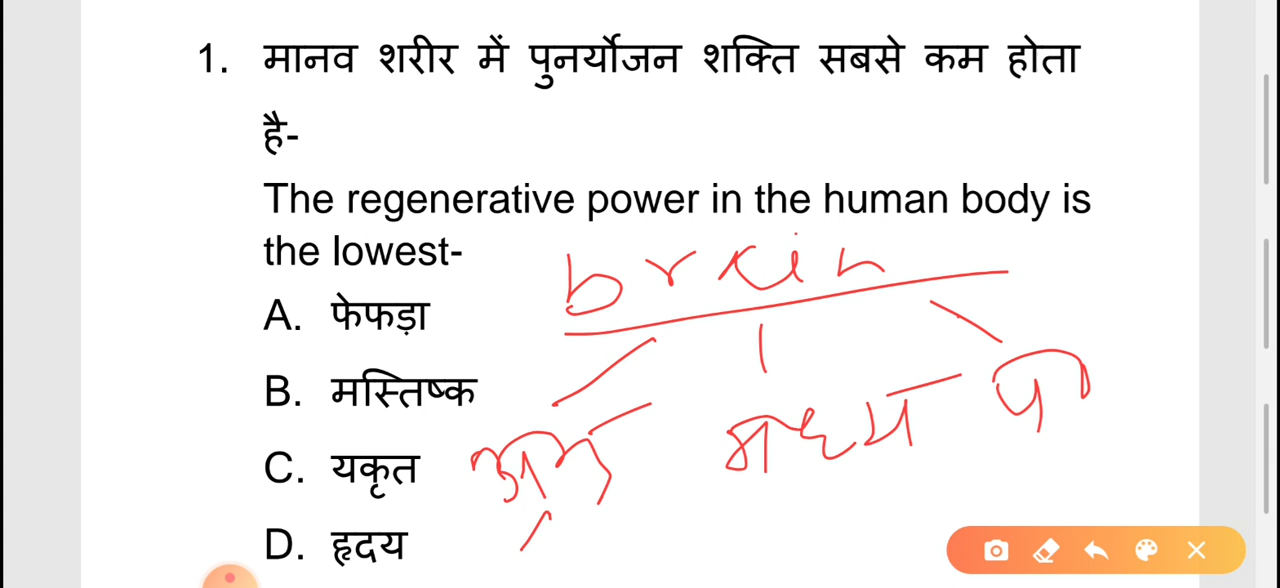 1. मानव शरीर में पुनर्योजन शक्ति सबसे कम होता
है-
The regenerative power in the human body is
the lowest-
brain
A. फेफड़ा
B. मस्तिष्क
मध्य
C. यकृत
D. हृदय